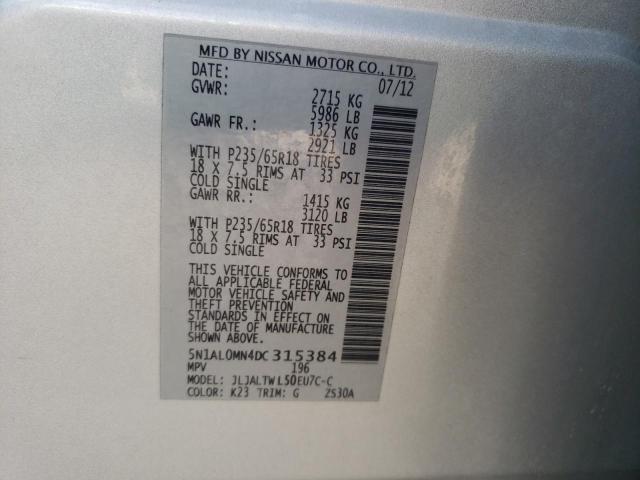 MFD BY NISSAN MOTOR CO., LTD.
DATE: 07/12
GVWR: 2715 KG
5986 LB
GAWR FR.: 1325 KG
2921 LB
WITH P235/65R18 TIRES
18 X 7.5 RIMS AT 33 PSI
COLD SINGLE
GAWR RR.: 1415 KG
3120 LB
WITH P235/65R18 TIRES
18 X 7.5 RIMS AT 33 PSI
COLD SINGLE
THIS VEHICLE CONFORMS TO
ALL APPLICABLE FEDERAL
MOTOR VEHICLE SAFETY AND
THEFT PREVENTION
STANDARDS IN EFFECT ON
THE DATE OF MANUFACTURE
SHOWN ABOVE.
5N1AL0MN4DC315384
MPV 196
MODEL: JLJALTWL50EU7C-C
COLOR: K23 TRIM: G 2S30A